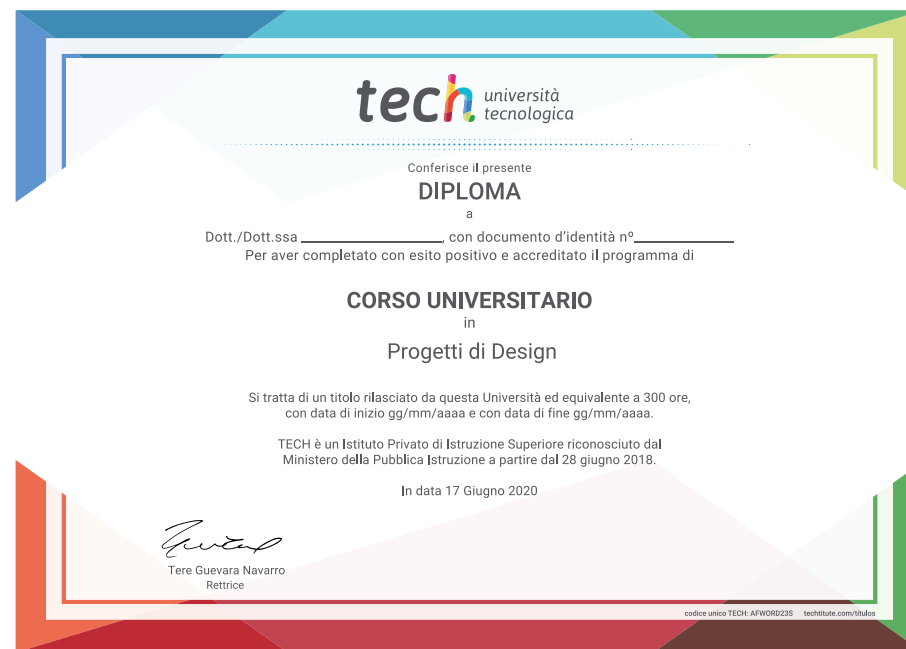 tech università
tecnologica
Conferisce il presente
DIPLOMA
a
Dott./Dott.ssa ____________________, con documento d'identità nº______________
Per aver completato con esito positivo e accreditato il programma di
CORSO UNIVERSITARIO
in
Progetti di Design
Si tratta di un titolo rilasciato da questa Università ed equivalente a 300 ore,
con data di inizio gg/mm/aaaa e con data di fine gg/mm/aaaa.
TECH è un Istituto Privato di Istruzione Superiore riconosciuto dal
Ministero della Pubblica Istruzione a partire dal 28 giugno 2018.
In data 17 Giugno 2020
Tere Guevara Navarro
Rettrice
codice unico TECH: AFWORD23S techtitute.com/titulos